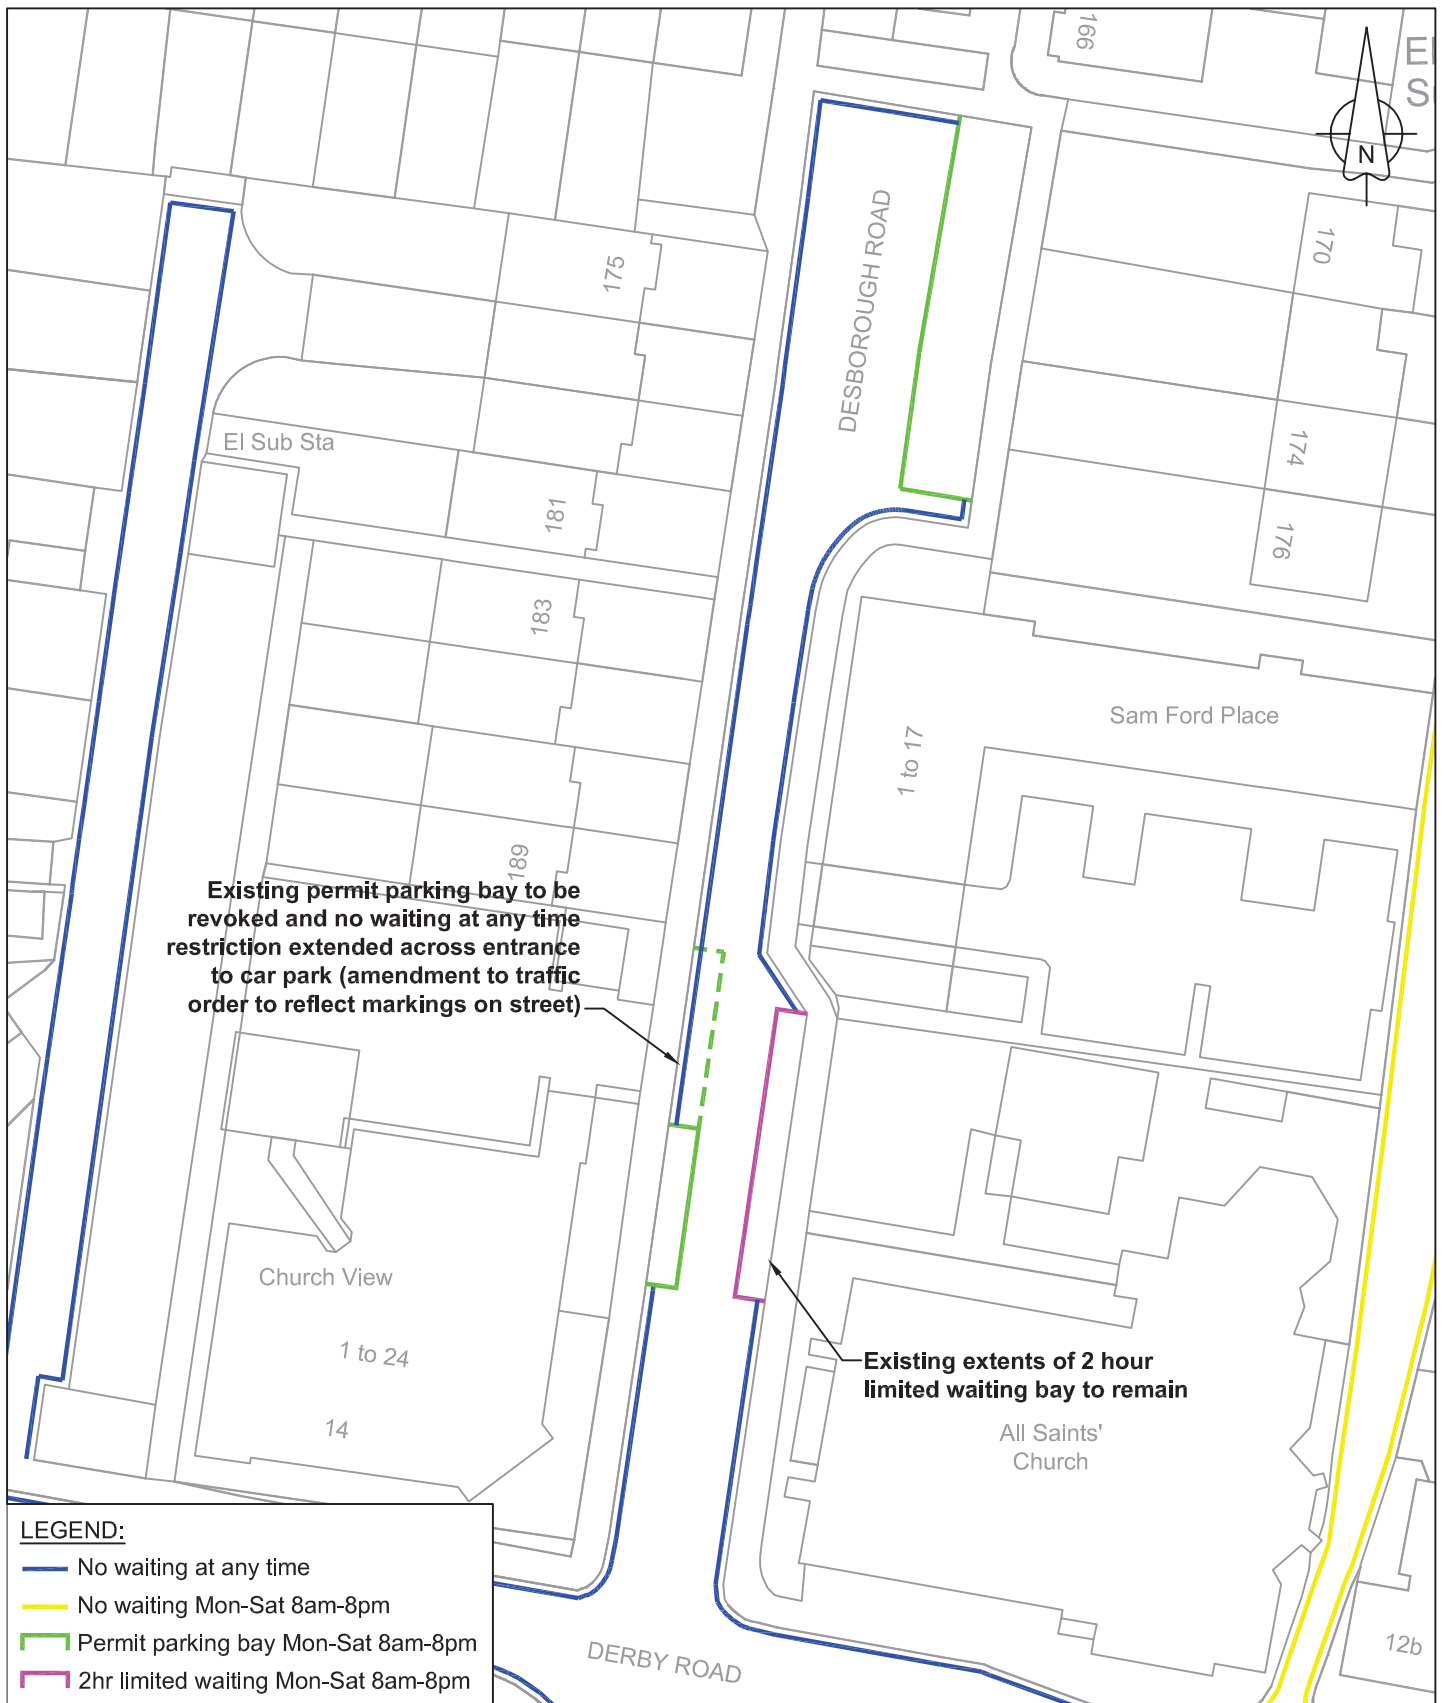 166
N
DESBOROUGH ROAD
170
175
174
El Sub Sta
181
176
183
Sam Ford Place
1 to 17
189
Existing permit parking bay to be
revoked and no waiting at any time
restriction extended across entrance
to car park (amendment to traffic
order to reflect markings on street)
Church View
1 to 24
14
Existing extents of 2 hour
limited waiting bay to remain
All Saints'
Church
LEGEND:
No waiting at any time
No waiting Mon-Sat 8am-8pm
Permit parking bay Mon-Sat 8am-8pm
2hr limited waiting Mon-Sat 8am-8pm
DERBY ROAD
12b